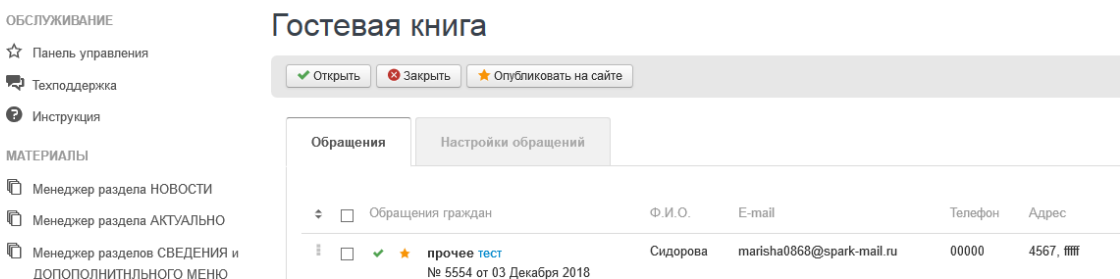 ОБСЛУЖИВАНИЕ
Панель управления
Техподдержка
Инструкция
МАТЕРИАЛЫ
Менеджер раздела НОВОСТИ
Менеджер раздела АКТУАЛЬНО
Менеджер разделов СВЕДЕНИЯ и
ДОПОПОЛНИТНЛЬНОГО МЕНЮ
Гостевая книга
Открыть Закрыть Опубликовать на сайте
Обращения Настройки обращений
Обращения граждан Ф.И.О. E-mail Телефон Адрес
прочее тест Сидорова marisha0868@spark-mail.ru 00000 4567, fffff
№ 5554 от 03 Декабря 2018